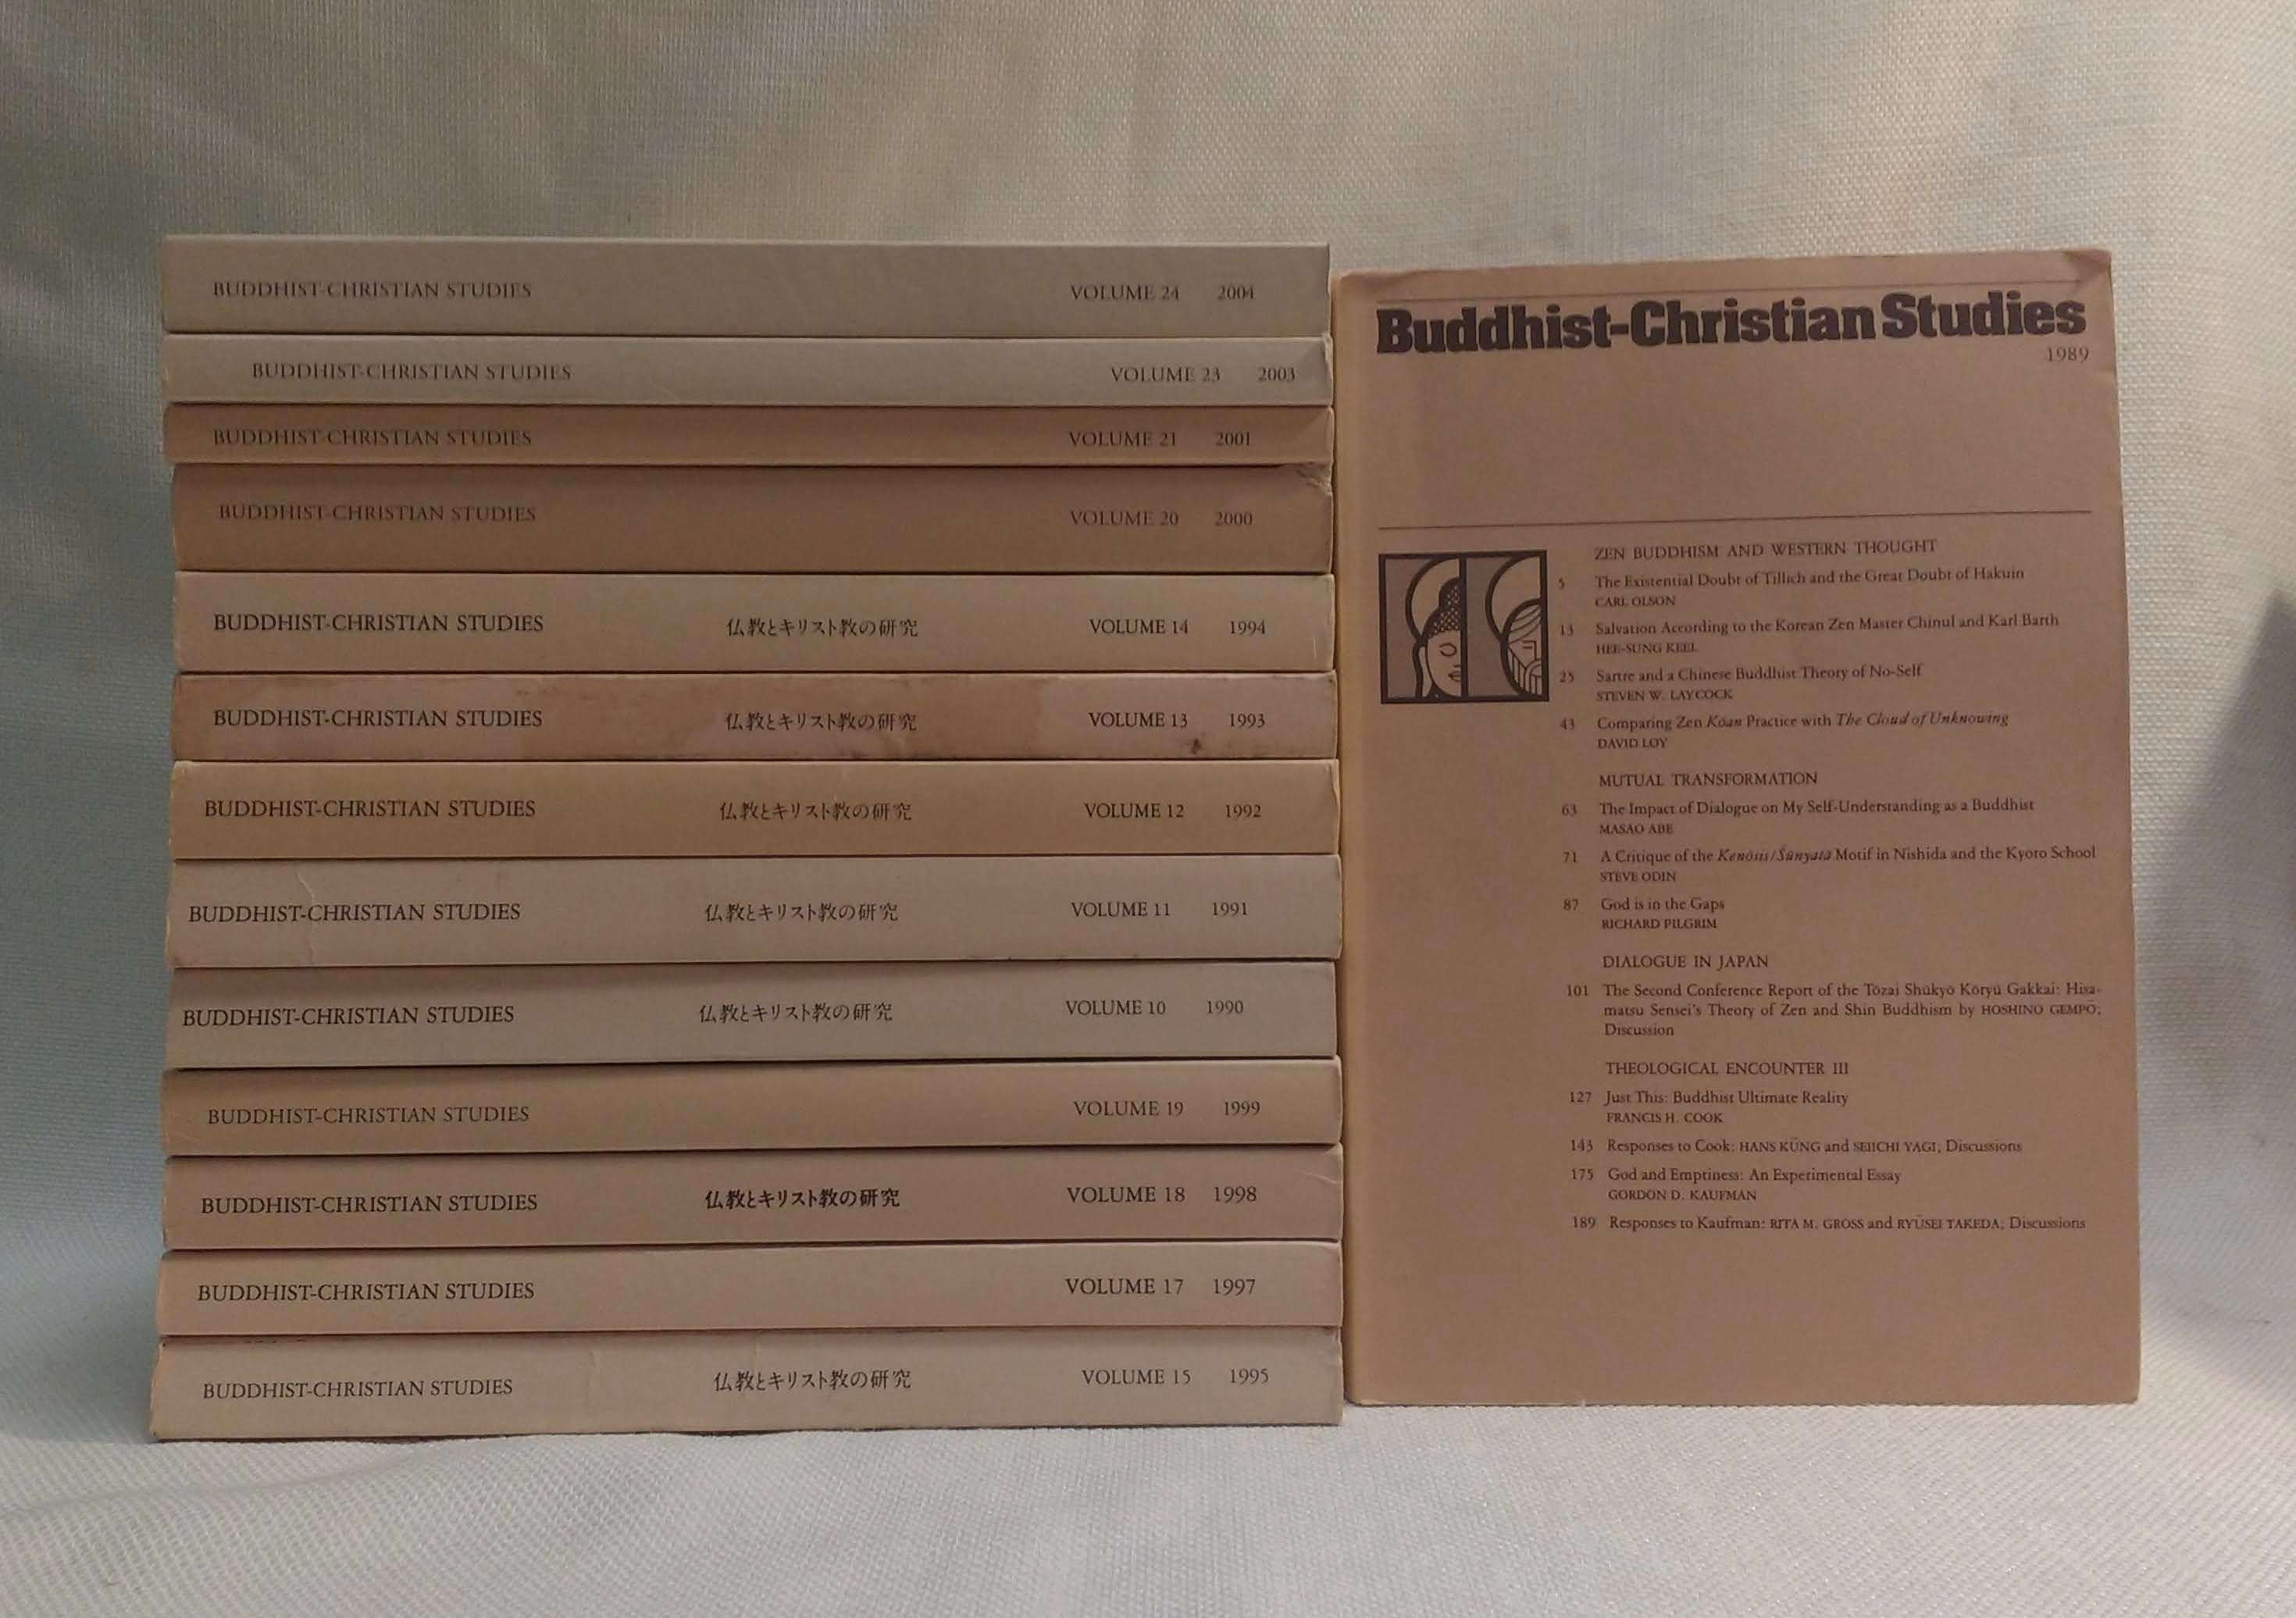 BUDDHIST-CHRISTIAN STUDIES VOLUME 24 2004
BUDDHIST-CHRISTIAN STUDIES VOLUME 23 2003
BUDDHIST-CHRISTIAN STUDIES VOLUME 21 2001
BUDDHIST-CHRISTIAN STUDIES VOLUME 20 2000
BUDDHIST-CHRISTIAN STUDIES 仏教とキリスト教の研究 VOLUME 14 1994
BUDDHIST-CHRISTIAN STUDIES 仏教とキリスト教の研究 VOLUME 13 1993
BUDDHIST-CHRISTIAN STUDIES 仏教とキリスト教の研究 VOLUME 12 1992
BUDDHIST-CHRISTIAN STUDIES 仏教とキリスト教の研究 VOLUME 11 1991
BUDDHIST-CHRISTIAN STUDIES 仏教とキリスト教の研究 VOLUME 10 1990
BUDDHIST-CHRISTIAN STUDIES VOLUME 19 1999
BUDDHIST-CHRISTIAN STUDIES 仏教とキリスト教の研究 VOLUME 18 1998
BUDDHIST-CHRISTIAN STUDIES VOLUME 17 1997
BUDDHIST-CHRISTIAN STUDIES 仏教とキリスト教の研究 VOLUME 15 1995
Buddhist-Christian Studies
1989
ZEN BUDDHISM AND WESTERN THOUGHT
5 The Existential Doubt of Tillich and the Great Doubt of Hakuin
CARL OLSON
13 Salvation According to the Korean Zen Master Chinul and Karl Barth
HEE-SUNG KEEL
25 Sartre and a Chinese Buddhist Theory of No-Self
STEVEN W. LAYCOCK
43 Comparing Zen Kōan Practice with The Cloud of Unknowing
DAVID LOY
MUTUAL TRANSFORMATION
63 The Impact of Dialogue on My Self-Understanding as a Buddhist
MASAO ABE
71 A Critique of the Kenōsis/Śūnyatā Motif in Nishida and the Kyoto School
STEVE ODIN
87 God is in the Gaps
RICHARD PILGRIM
DIALOGUE IN JAPAN
101 The Second Conference Report of the Tōzai Shūkyō Kōryū Gakkai: Hisa-
matsu Sensei's Theory of Zen and Shin Buddhism by HOSHINO GEMPŌ;
Discussion
THEOLOGICAL ENCOUNTER III
127 Just This: Buddhist Ultimate Reality
FRANCIS H. COOK
143 Responses to Cook: HANS KÜNG and SEIICHI YAGI; Discussions
175 God and Emptiness: An Experimental Essay
GORDON D. KAUFMAN
189 Responses to Kaufman: RITA M. GROSS and RYŪSEI TAKEDA; Discussions